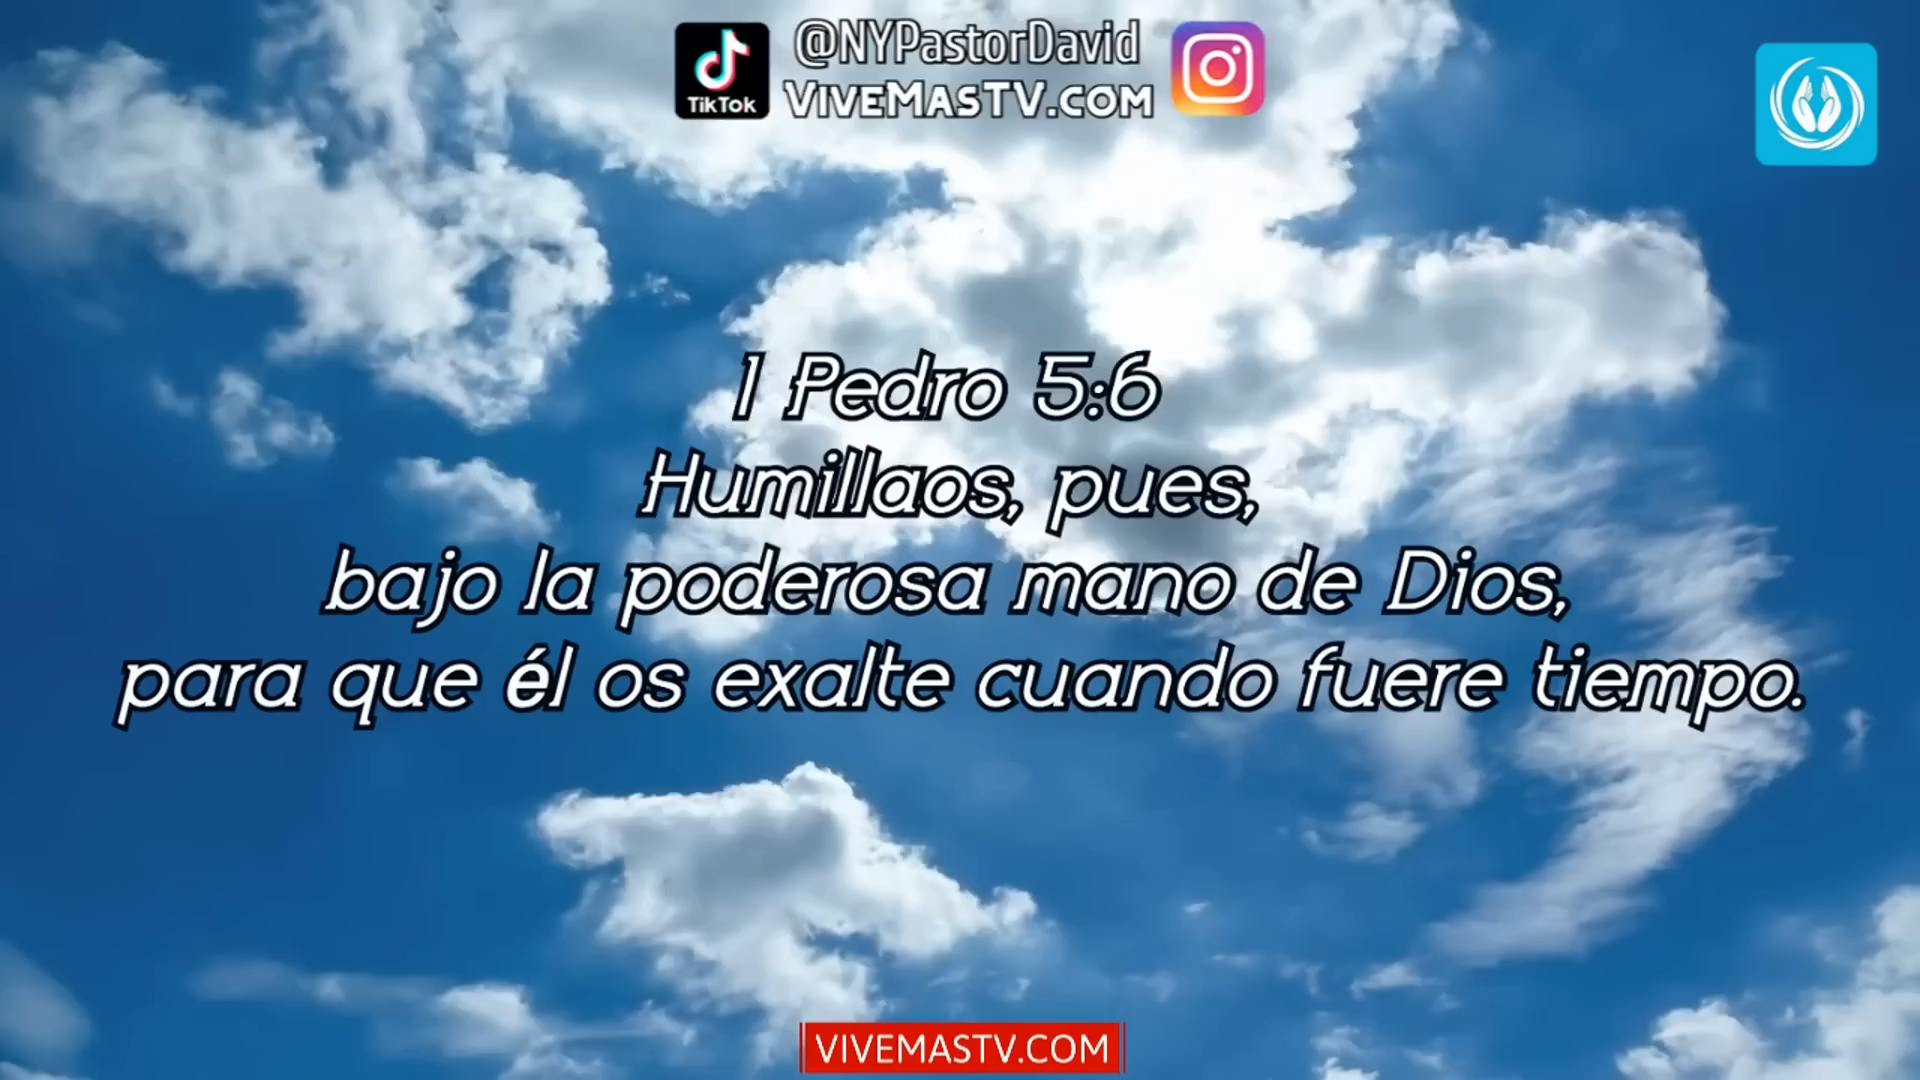 @NYPastorDavid
TikTok
VIVEMASTV.COM
1 Pedro 5:6
Humillaos, pues,
bajo la poderosa mano de Dios,
para que él os exalte cuando fuere tiempo.
VIVEMASTV.COM